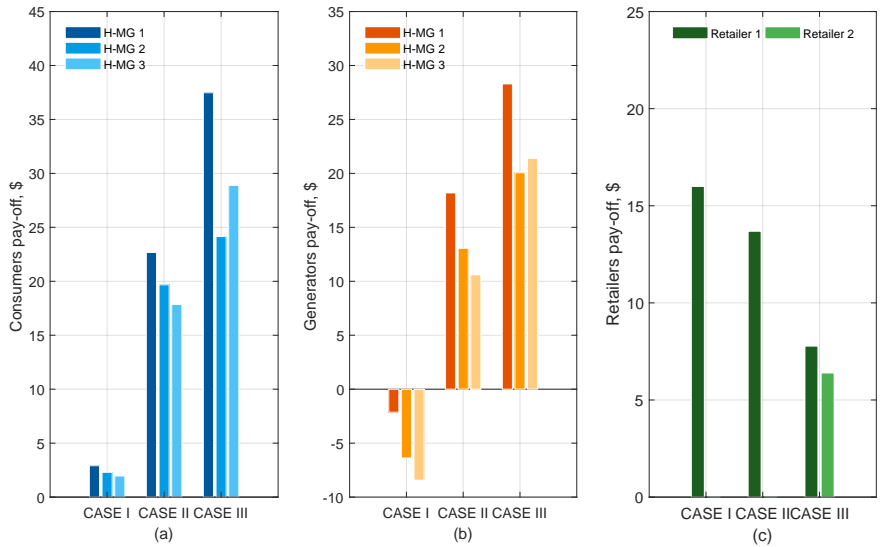 Consumers pay-off, $
45
40
35
30
25
20
15
10
5
0
H-MG 1
H-MG 2
H-MG 3
CASE I CASE II CASE III
(a)
Generators pay-off, $
35
30
25
20
15
10
5
0
-5
-10
H-MG 1
H-MG 2
H-MG 3
CASE I CASE II CASE III
(b)
Retailers pay-off, $
25
20
15
10
5
0
Retailer 1 Retailer 2
CASE I CASE II CASE III
(c)